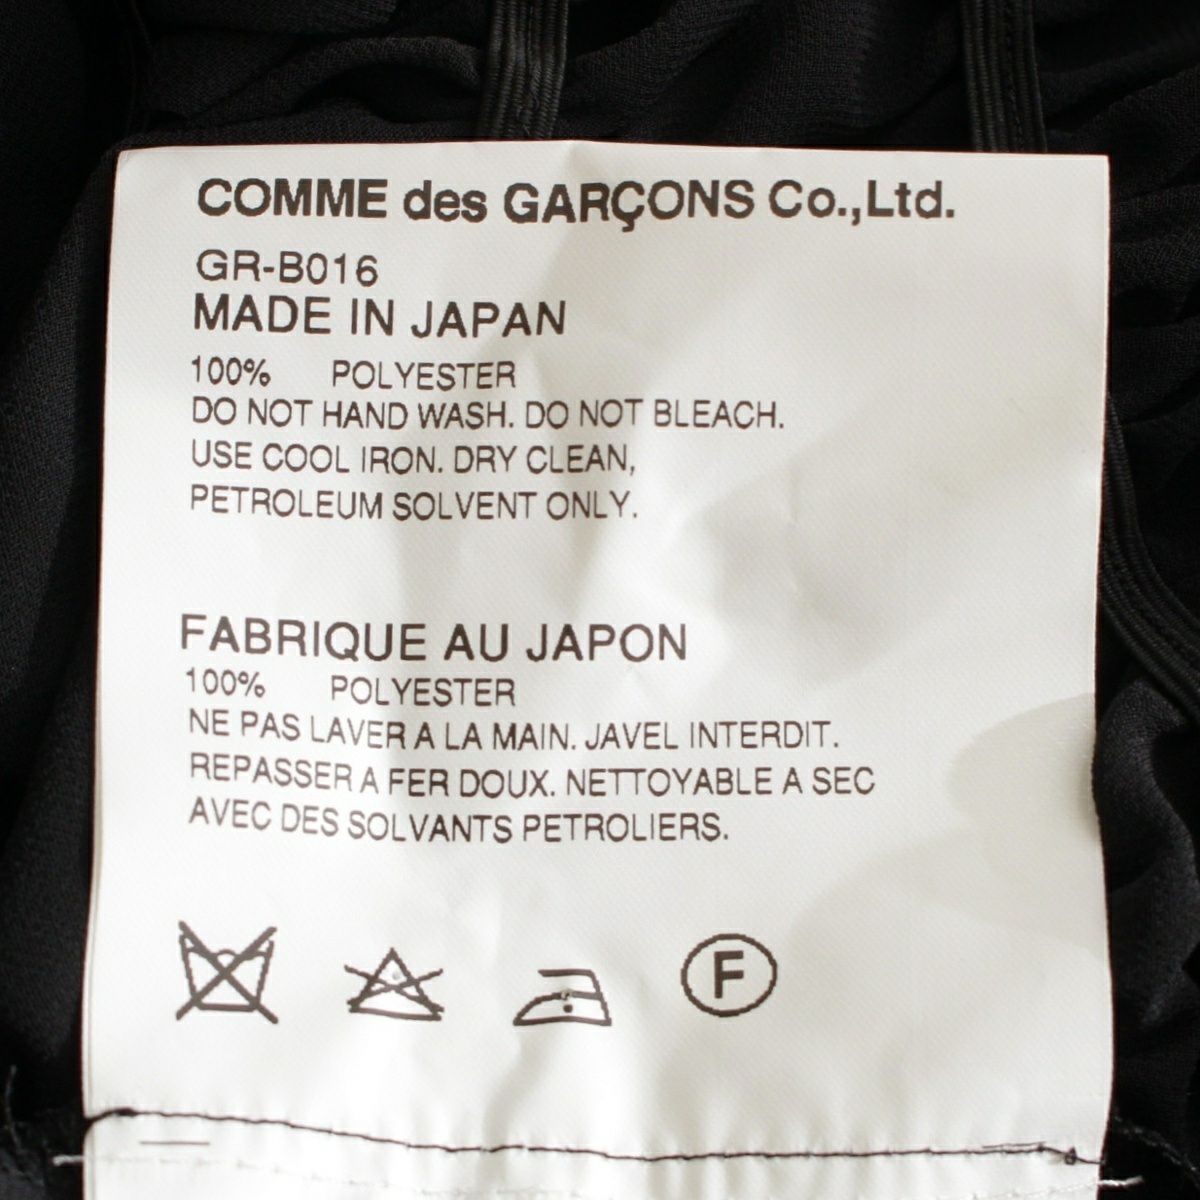 COMME des GARÇONS Co.,Ltd.
GR-B016
MADE IN JAPAN
100% POLYESTER
DO NOT HAND WASH. DO NOT BLEACH.
USE COOL IRON. DRY CLEAN,
PETROLEUM SOLVENT ONLY.
FABRIQUE AU JAPON
100% POLYESTER
NE PAS LAVER A LA MAIN. JAVEL INTERDIT.
REPASSER A FER DOUX. NETTOYABLE A SEC
AVEC DES SOLVANTS PETROLIERS.
F